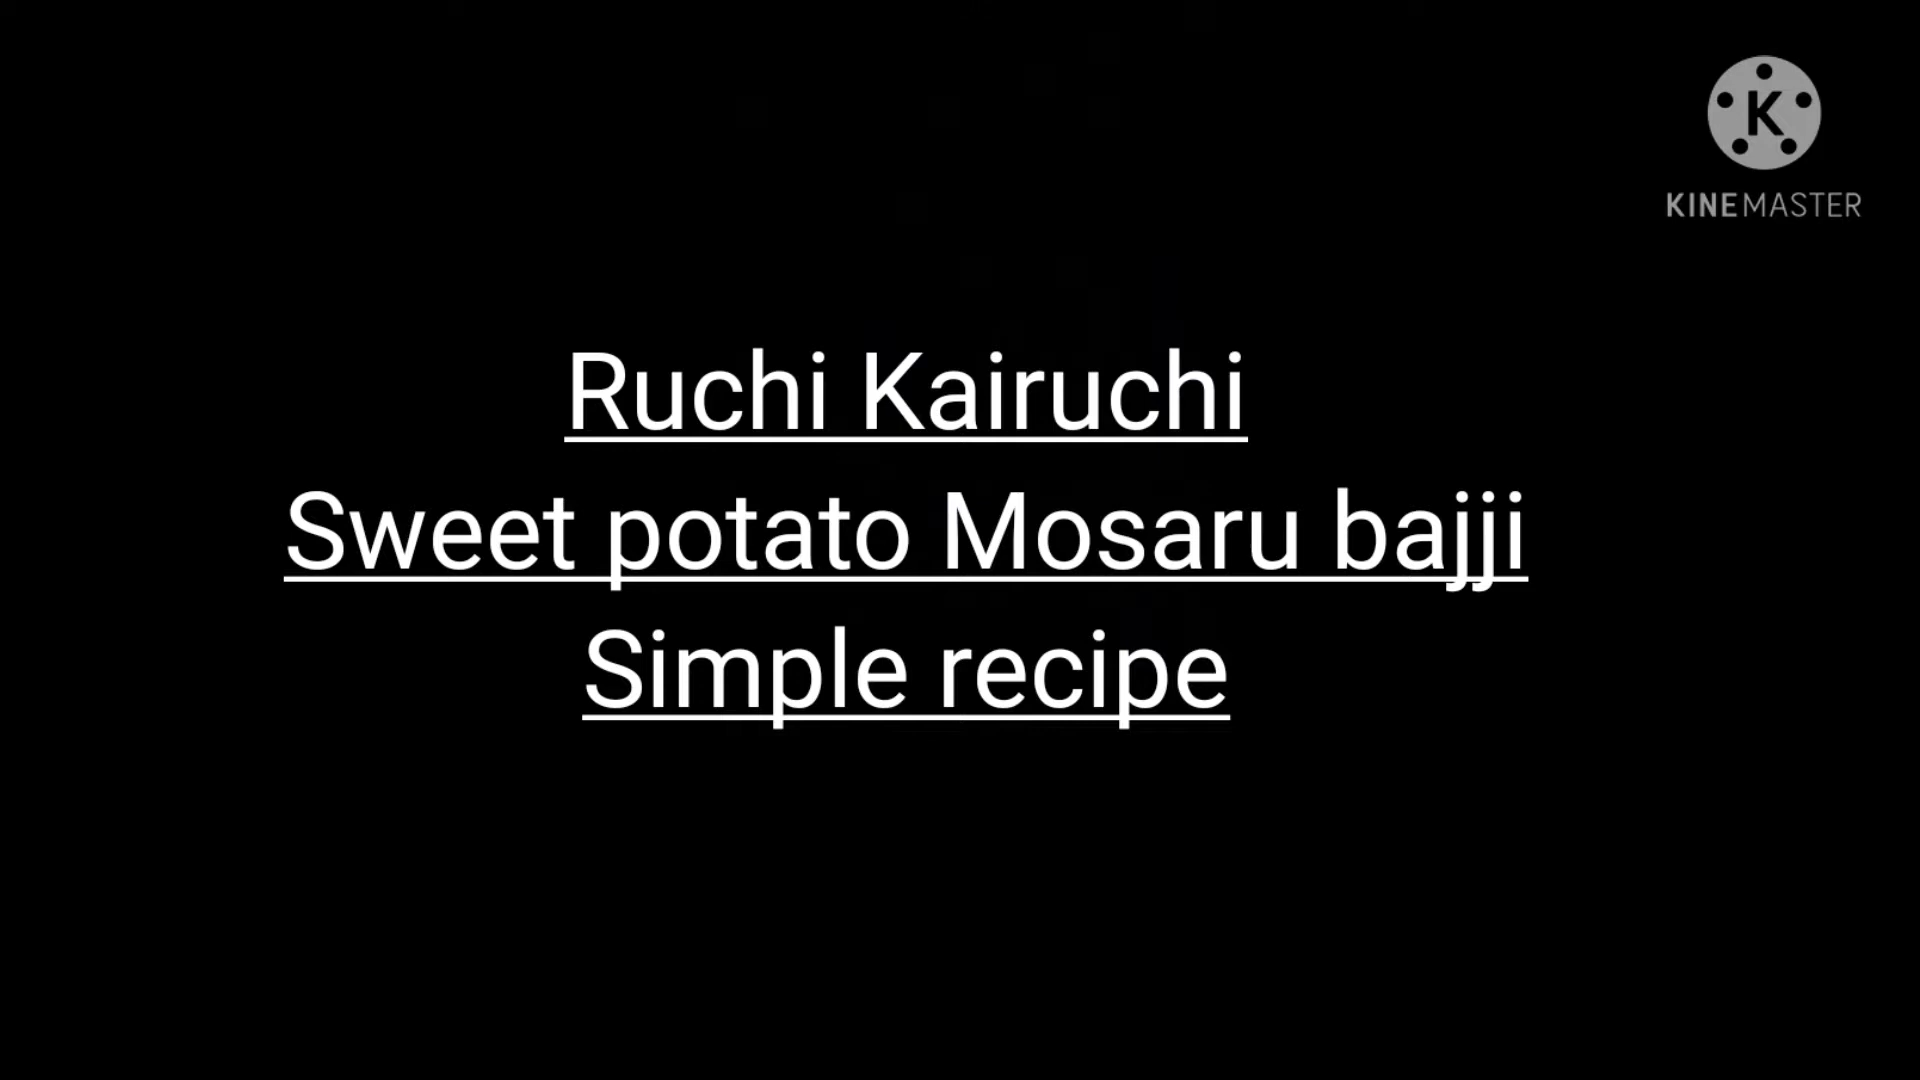 K
KINEMASTER
Ruchi Kairuchi
Sweet potato Mosaru bajji
Simple recipe